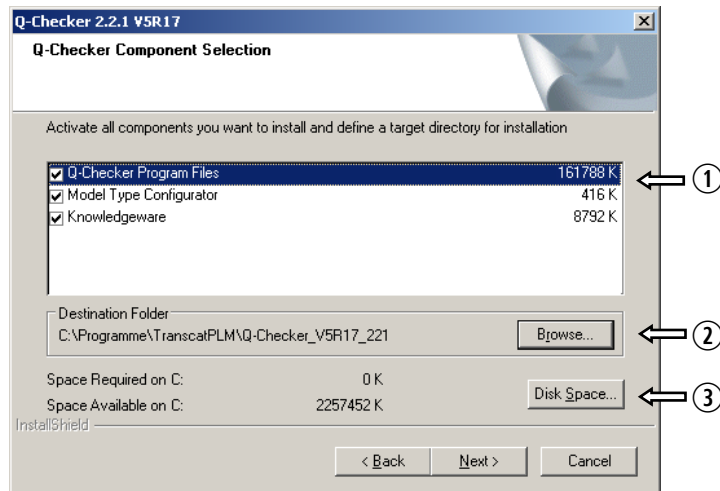 Q-Checker 2.2.1 V5R17
Q-Checker Component Selection
Activate all components you want to install and define a target directory for installation
Q-Checker Program Files 161788 K
Model Type Configurator 416 K
Knowledgeware 8792 K
1
Destination Folder
C:\Programme\TranscatPLM\Q-Checker_V5R17_221 Browse...
2
Space Required on C: 0 K
Space Available on C: 2257452 K
Disk Space...
3
InstallShield
< Back Next > Cancel